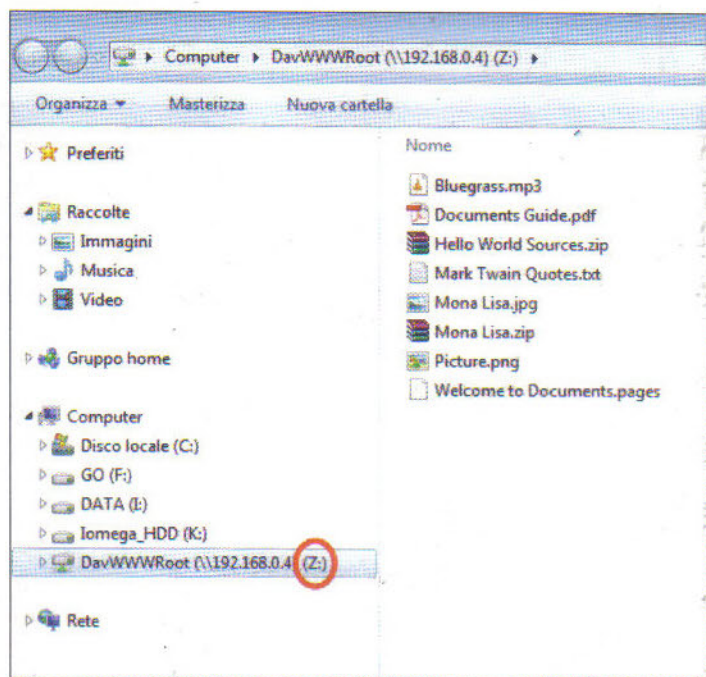 Computer DavWWWRoot (\\192.168.0.4) (Z:)
Organizza Masterizza Nuova cartella
Preferiti
Raccolte
Immagini
Musica
Video
Gruppo home
Computer
Disco locale (C:)
GO (F:)
DATA (I:)
Iomega_HDD (K:)
DavWWWRoot (\\192.168.0.4) (Z:)
Rete
Nome
Bluegrass.mp3
Documents Guide.pdf
Hello World Sources.zip
Mark Twain Quotes.txt
Mona Lisa.jpg
Mona Lisa.zip
Picture.png
Welcome to Documents.pages